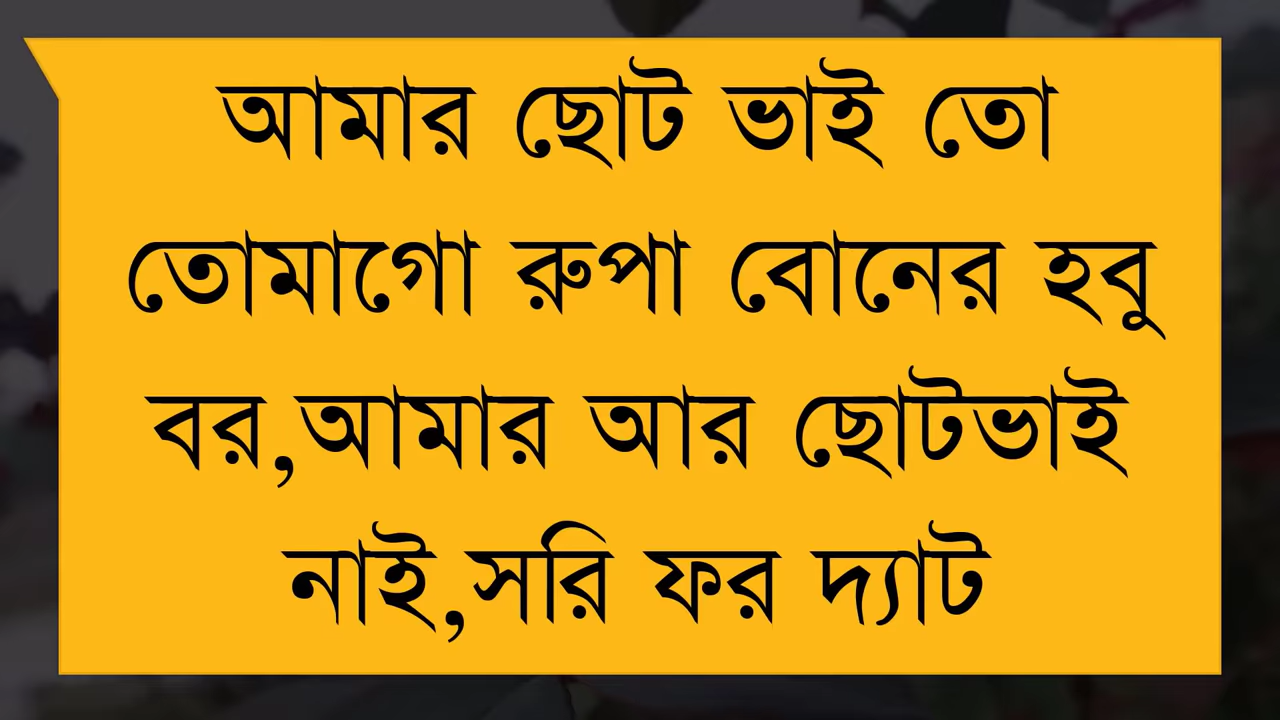 আমার ছোট ভাই তো
তোমাগো রুপা বোনের হবু
বর,আমার আর ছোটভাই
নাই,সরি ফর দ্যাট